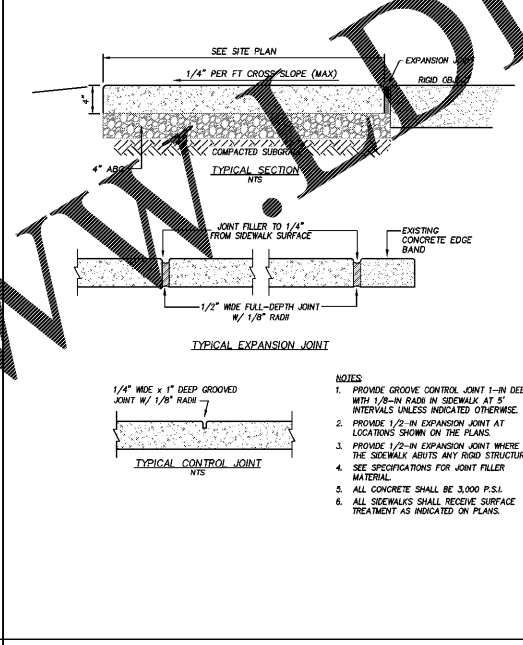 SEE SITE PLAN
EXPANSION
1/4" PER FT CROSS SLOPE (MAX)
RIGID
4"
COMPACTED
4"
TYPICAL SECTION
NTS
JOINT FILLER TO 1/4"
FROM SIDEWALK SURFACE
EXISTING
CONCRETE EDGE
BAND
1/2" WIDE FULL-DEPTH JOINT
W/ 1/8" RADII
TYPICAL EXPANSION JOINT
1/4" WIDE x 1" DEEP GROOVED
JOINT W/ 1/8" RADII
TYPICAL CONTROL JOINT
NTS
NOTES
1. PROVIDE GROOVE CONTROL JOINT 1-IN DEE
WITH 1/8-IN RADII IN SIDEWALK AT 5'
INTERVALS UNLESS INDICATED OTHERWISE.
2. PROVIDE 1/2-IN EXPANSION JOINT AT
LOCATIONS SHOWN ON THE PLANS.
3. PROVIDE 1/2-IN EXPANSION JOINT WHERE
THE SIDEWALK ABUTS ANY RIGID STRUCTUR
4. SEE SPECIFICATIONS FOR JOINT FILLER
MATERIAL.
5. ALL CONCRETE SHALL BE 3,000 P.S.I.
6. ALL SIDEWALKS SHALL RECEIVE SURFACE
TREATMENT AS INDICATED ON PLANS.
WW.LD